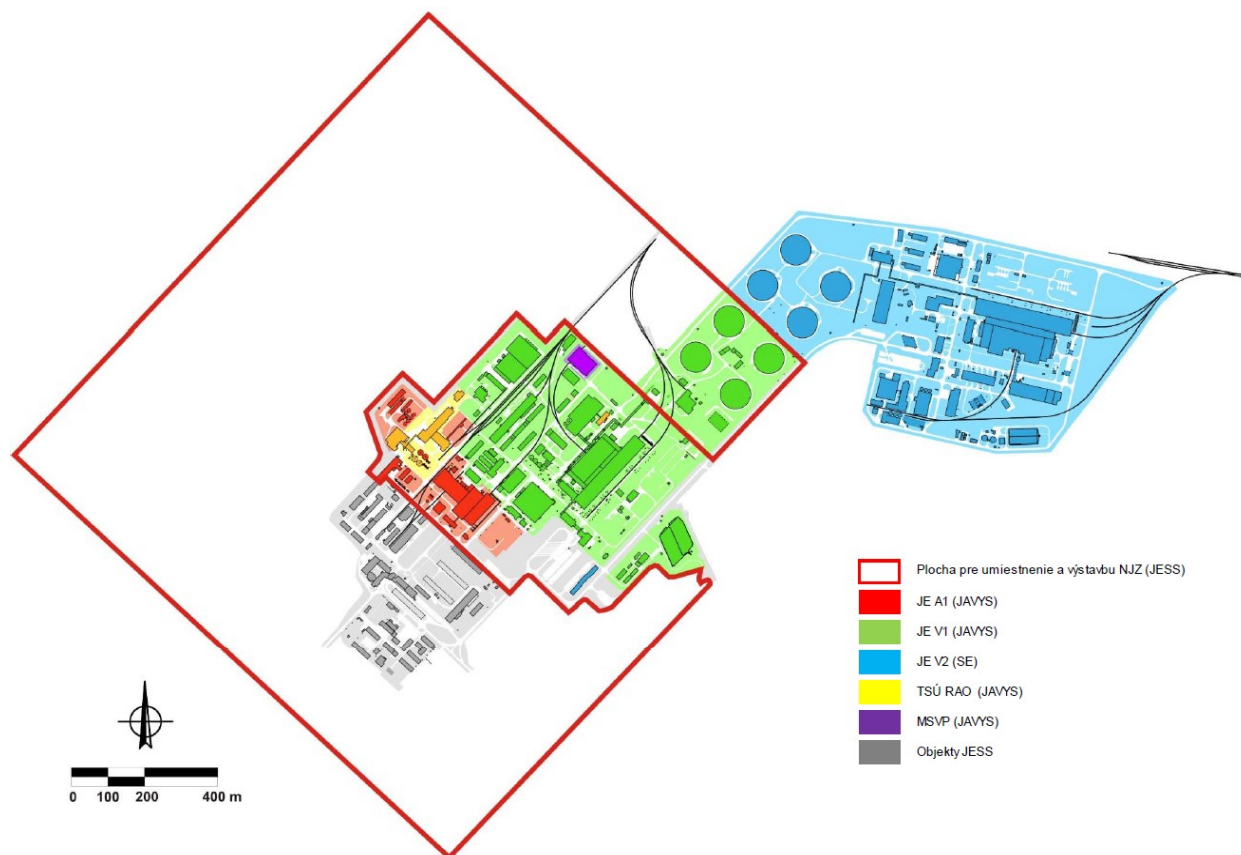 Plocha pre umiestnenie a výstavbu NJZ (JESS)
JE A1 (JAVYS)
JE V1 (JAVYS)
JE V2 (SE)
TSÚ RAO (JAVYS)
MSVP (JAVYS)
Objekty JESS
0 100 200 400 m